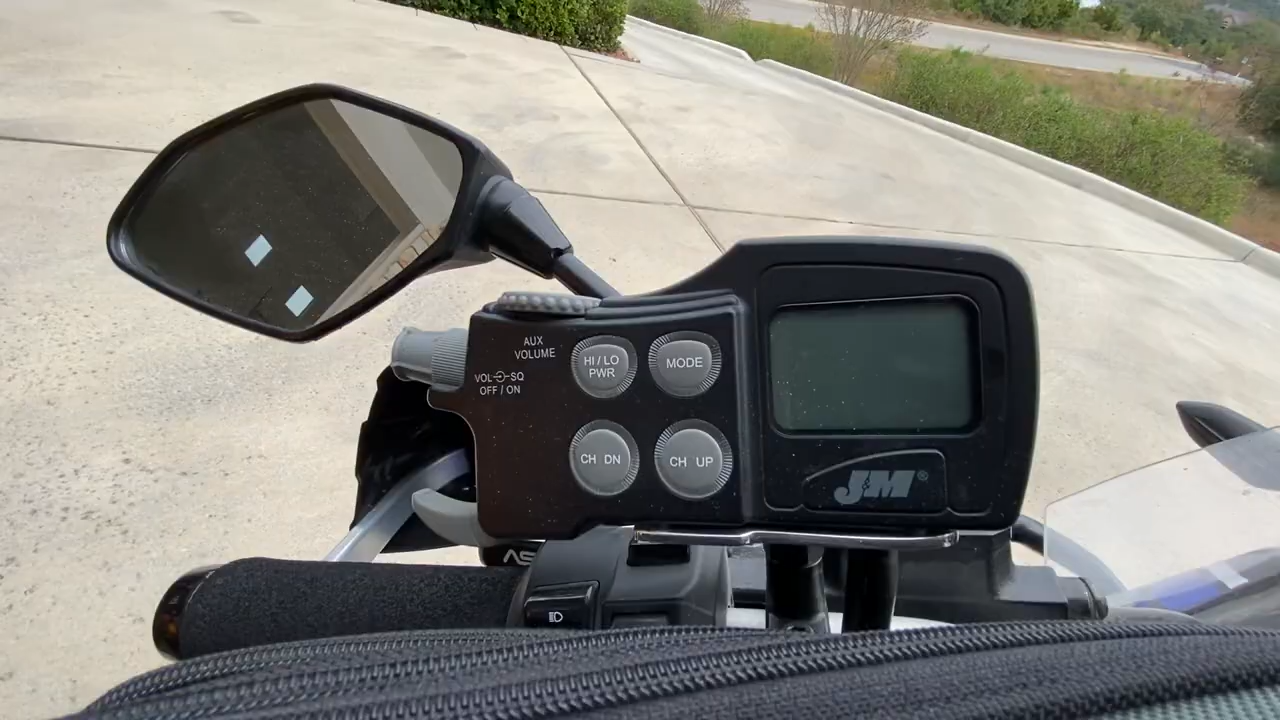 AUX
VOLUME
VOL SQ
OFF / ON
HI / LO
PWR
MODE
CH DN
CH UP
J&M®